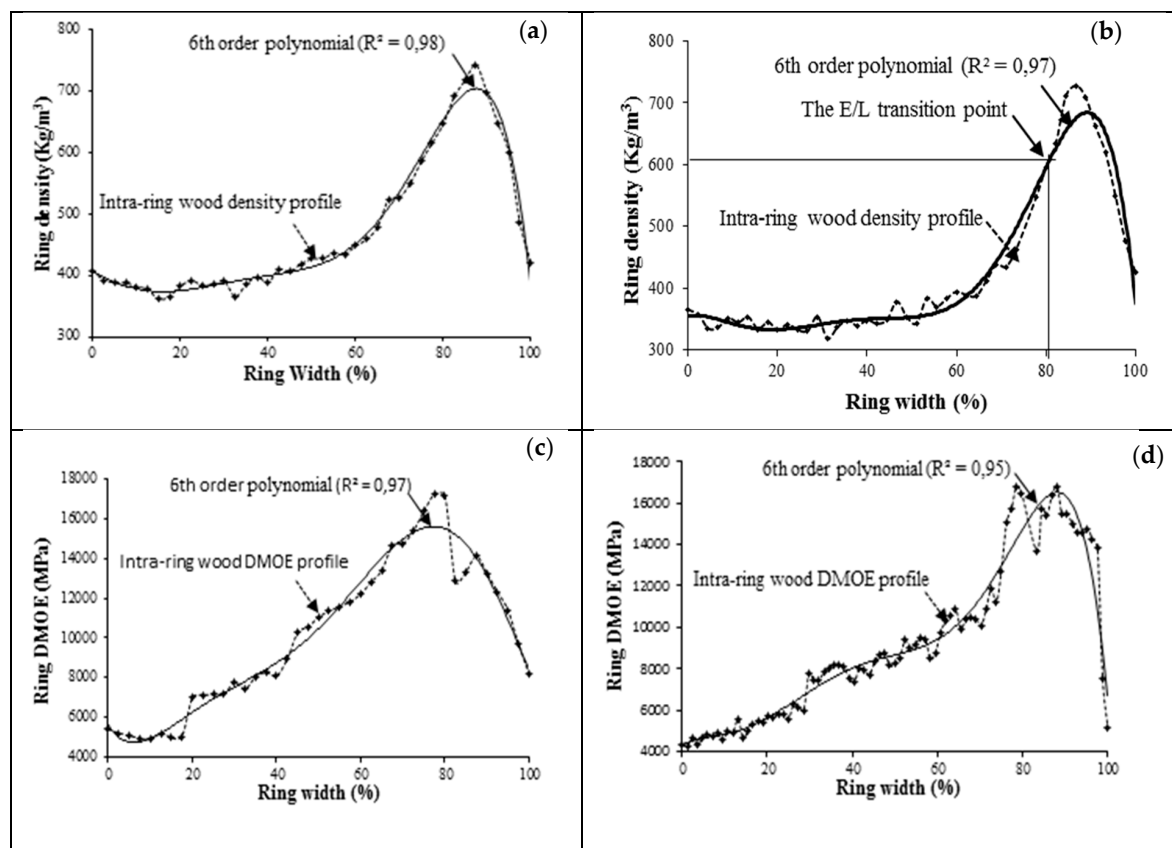 (a)
6th order polynomial (R² = 0,98)
Intra-ring wood density profile
Ring density (Kg/m³)
800
700
600
500
400
300
0 20 40 60 80 100
Ring Width (%)
(b)
6th order polynomial (R² = 0,97)
The E/L transition point
Intra-ring wood density profile
Ring density (Kg/m³)
800
700
600
500
400
300
0 20 40 60 80 100
Ring width (%)
(c)
6th order polynomial (R² = 0,97)
Intra-ring wood DMOE profile
Ring DMOE (MPa)
18000
16000
14000
12000
10000
8000
6000
4000
0 20 40 60 80 100
Ring width (%)
(d)
6th order polynomial (R² = 0,95)
Intra-ring wood DMOE profile
Ring DMOE (MPa)
18000
16000
14000
12000
10000
8000
6000
4000
0 20 40 60 80 100
Ring width (%)